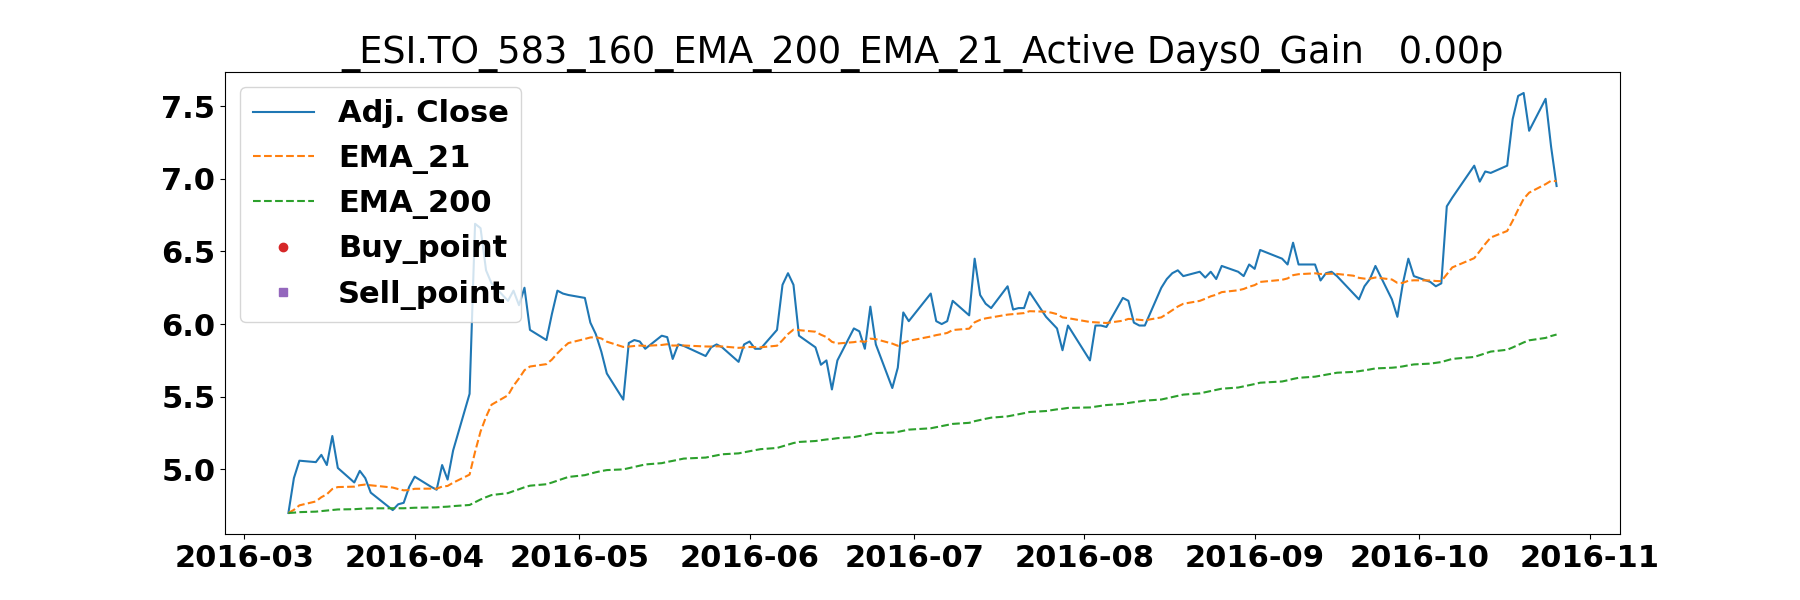 _ESI.TO_583_160_EMA_200_EMA_21_Active Days0_Gain   0.00p
7.5
7.0
6.5
6.0
5.5
5.0
Adj. Close
EMA_21
EMA_200
Buy_point
Sell_point
2016-03 2016-04 2016-05 2016-06 2016-07 2016-08 2016-09 2016-10 2016-11